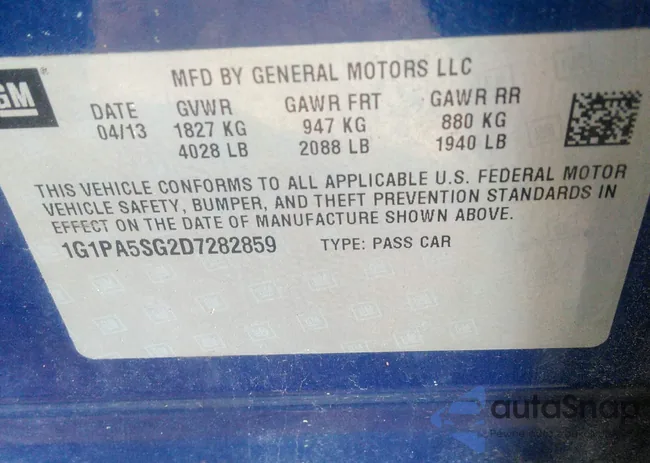 GM
MFD BY GENERAL MOTORS LLC
DATE GVWR GAWR FRT GAWR RR
04/13 1827 KG 947 KG 880 KG
4028 LB 2088 LB 1940 LB
THIS VEHICLE CONFORMS TO ALL APPLICABLE U.S. FEDERAL MOTOR
VEHICLE SAFETY, BUMPER, AND THEFT PREVENTION STANDARDS IN
EFFECT ON THE DATE OF MANUFACTURE SHOWN ABOVE.
1G1PA5SG2D7282859 TYPE: PASS CAR
autoSnap